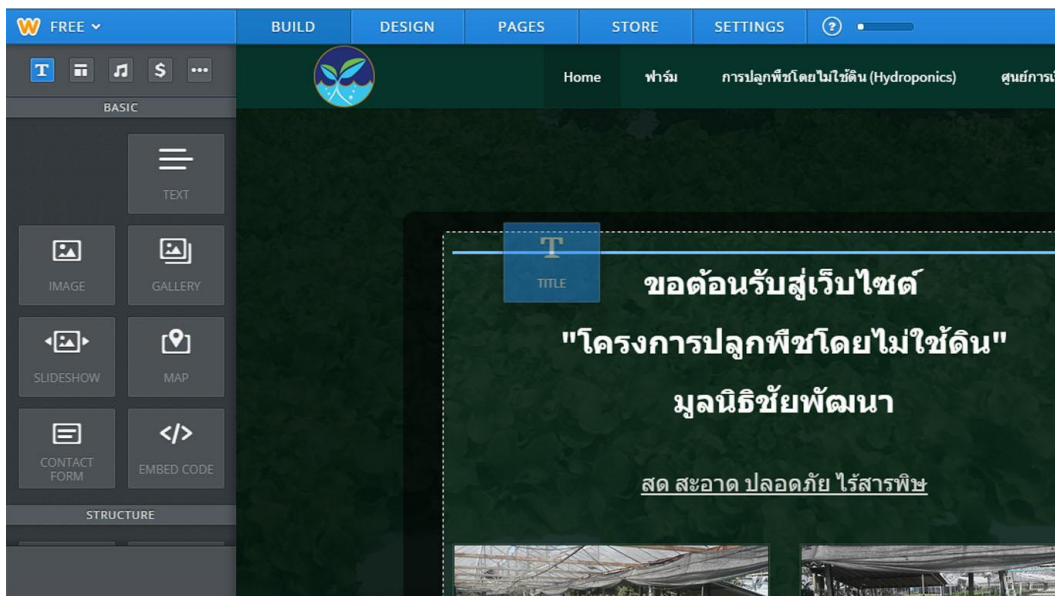 FREE
BUILD DESIGN PAGES STORE SETTINGS ?
T $ •••
Home ฟาร์ม การปลูกพืชโดยไม่ใช้ดิน (Hydroponics)
BASIC
TEXT
IMAGE GALLERY
SLIDESHOW MAP
CONTACT
FORM
</>
EMBED CODE
STRUCTURE
T
TITLE
ขอต้อนรับสู่เว็บไซต์
"โครงการปลูกพืชโดยไม่ใช้ดิน"
มูลนิธิชัยพัฒนา
สด สะอาด ปลอดภัย ไร้สารพิษ